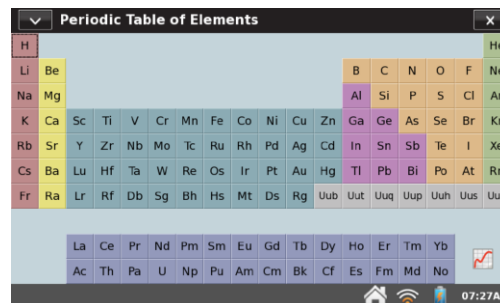 Periodic Table of Elements
H He
Li Be B C N O F Ne
Na Mg Al Si P S Cl Ar
K Ca Sc Ti V Cr Mn Fe Co Ni Cu Zn Ga Ge As Se Br Kr
Rb Sr Y Zr Nb Mo Tc Ru Rh Pd Ag Cd In Sn Sb Te I Xe
Cs Ba Lu Hf Ta W Re Os Ir Pt Au Hg Tl Pb Bi Po At Rn
Fr Ra Lr Rf Db Sg Bh Hs Mt Ds Rg Uub Uut Uuq Uup Uuh Uus
La Ce Pr Nd Pm Sm Eu Gd Tb Dy Ho Er Tm Yb
Ac Th Pa U Np Pu Am Cm Bk Cf Es Fm Md No